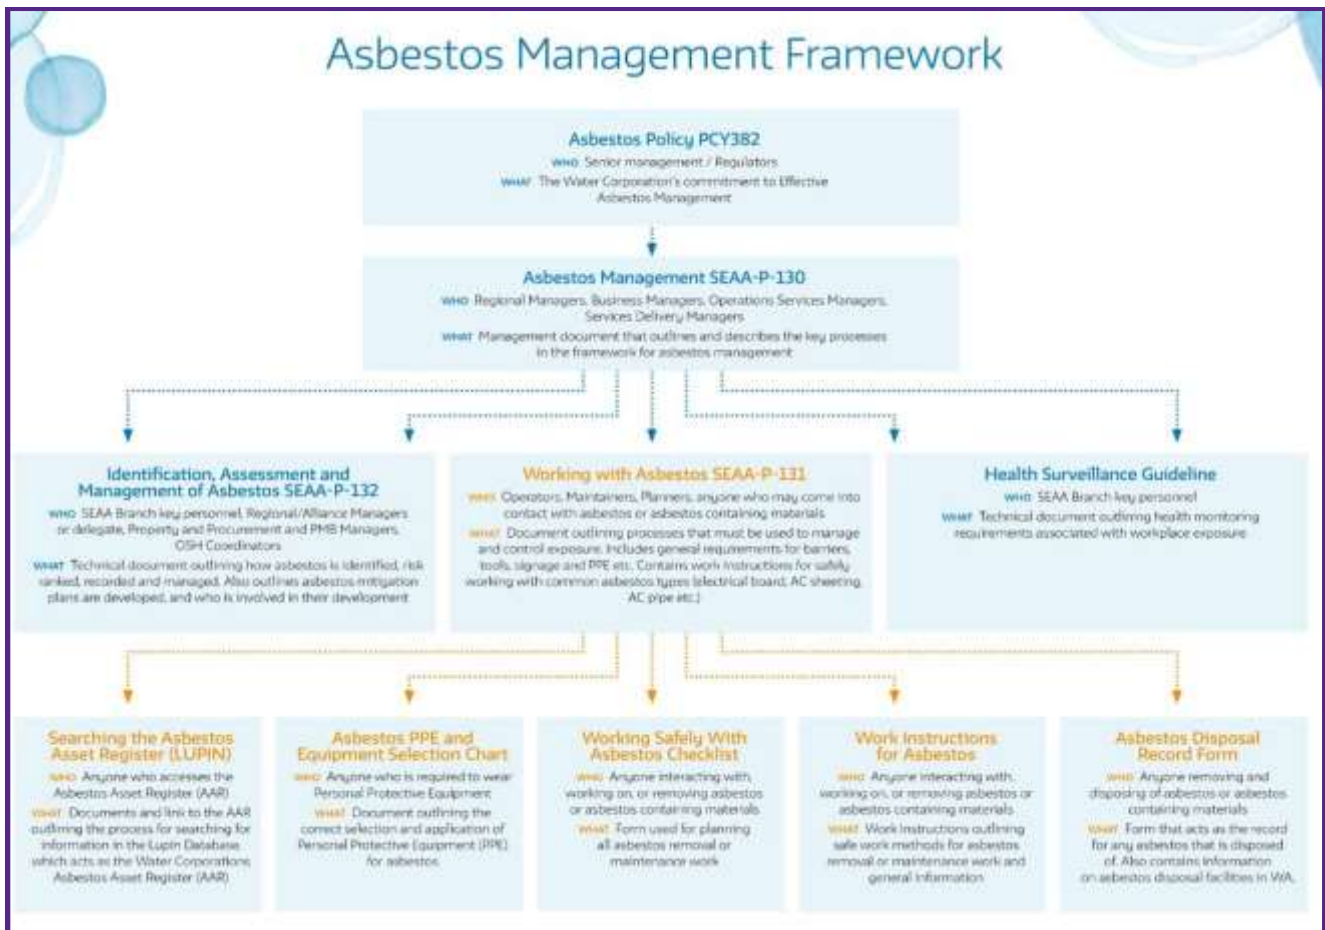 Asbestos Management Framework
Asbestos Policy PCY382
WHO Senior management / Regulators
WHAT The Water Corporation's commitment to Effective
Asbestos Management
Asbestos Management SEAA-P-130
WHO Regional Managers, Business Managers, Operations Services Managers,
Services Delivery Managers
WHAT Management document that outlines and describes the key processes
in the framework for asbestos management
Identification, Assessment and
Management of Asbestos SEAA-P-132
WHO SEAA Branch key personnel, Regional/Alliance Managers
or delegate, Property and Procurement and PMB Managers,
OSH Coordinators
WHAT Technical document outlining how asbestos is identified, risk
ranked, recorded and managed. Also outlines asbestos mitigation
plans are developed, and who is involved in their development
Working with Asbestos SEAA-P-131
WHO Operators, Maintainers, Planners, anyone who may come into
contact with asbestos or asbestos containing materials
WHAT Document outlining processes that must be used to manage
and control exposure. Includes general requirements for barriers,
tools, signage and PPE etc. Contains work instructions for safely
working with common asbestos types (electrical board, AC sheeting,
AC pipe etc.)
Health Surveillance Guideline
WHO SEAA Branch key personnel
WHAT Technical document outlining health monitoring
requirements associated with workplace exposure
Searching the Asbestos
Asset Register (LUPIN)
WHO Anyone who accesses the
Asbestos Asset Register (AAR)
WHAT Documents and link to the AAR
outlining the process for searching for
information in the Lupin Database
which acts as the Water Corporations
Asbestos Asset Register (AAR)
Asbestos PPE and
Equipment Selection Chart
WHO Anyone who is required to wear
Personal Protective Equipment
WHAT Document outlining the
correct selection and application of
Personal Protective Equipment (PPE)
for asbestos
Working Safely With
Asbestos Checklist
WHO Anyone interacting with,
working on, or removing asbestos
or asbestos containing materials
WHAT Form used for planning
all asbestos removal or
maintenance work
Work Instructions
for Asbestos
WHO Anyone interacting with,
working on, or removing asbestos or
asbestos containing materials
WHAT Work Instructions outlining
safe work methods for asbestos
removal or maintenance work and
general information
Asbestos Disposal
Record Form
WHO Anyone removing and
disposing of asbestos or asbestos
containing materials
WHAT Form that acts as the record
for any asbestos that is disposed
of. Also contains information
on asbestos disposal facilities in WA.